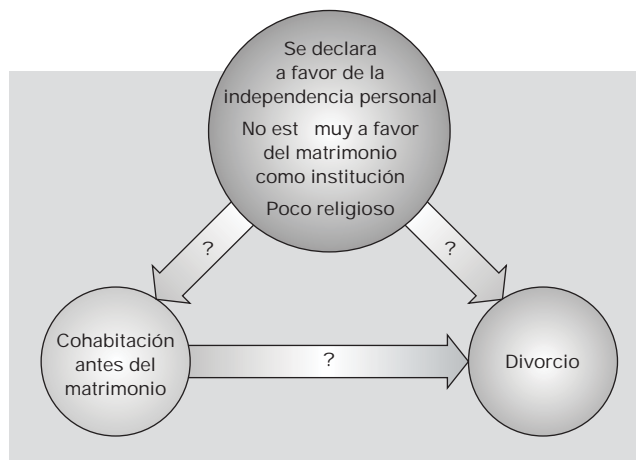 Se declara
a favor de la
independencia personal
No est muy a favor
del matrimonio
como institución
Poco religioso
?
?
Cohabitación
antes del
matrimonio
?
Divorcio